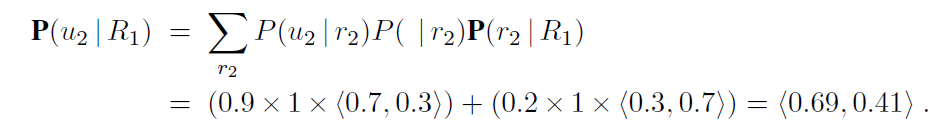 P(u₂ | R₁) = ∑ P(u₂ | r₂)P( | r₂)P(r₂ | R₁)
r₂
= (0.9 × 1 × ⟨0.7, 0.3⟩) + (0.2 × 1 × ⟨0.3, 0.7⟩) = ⟨0.69, 0.41⟩ .